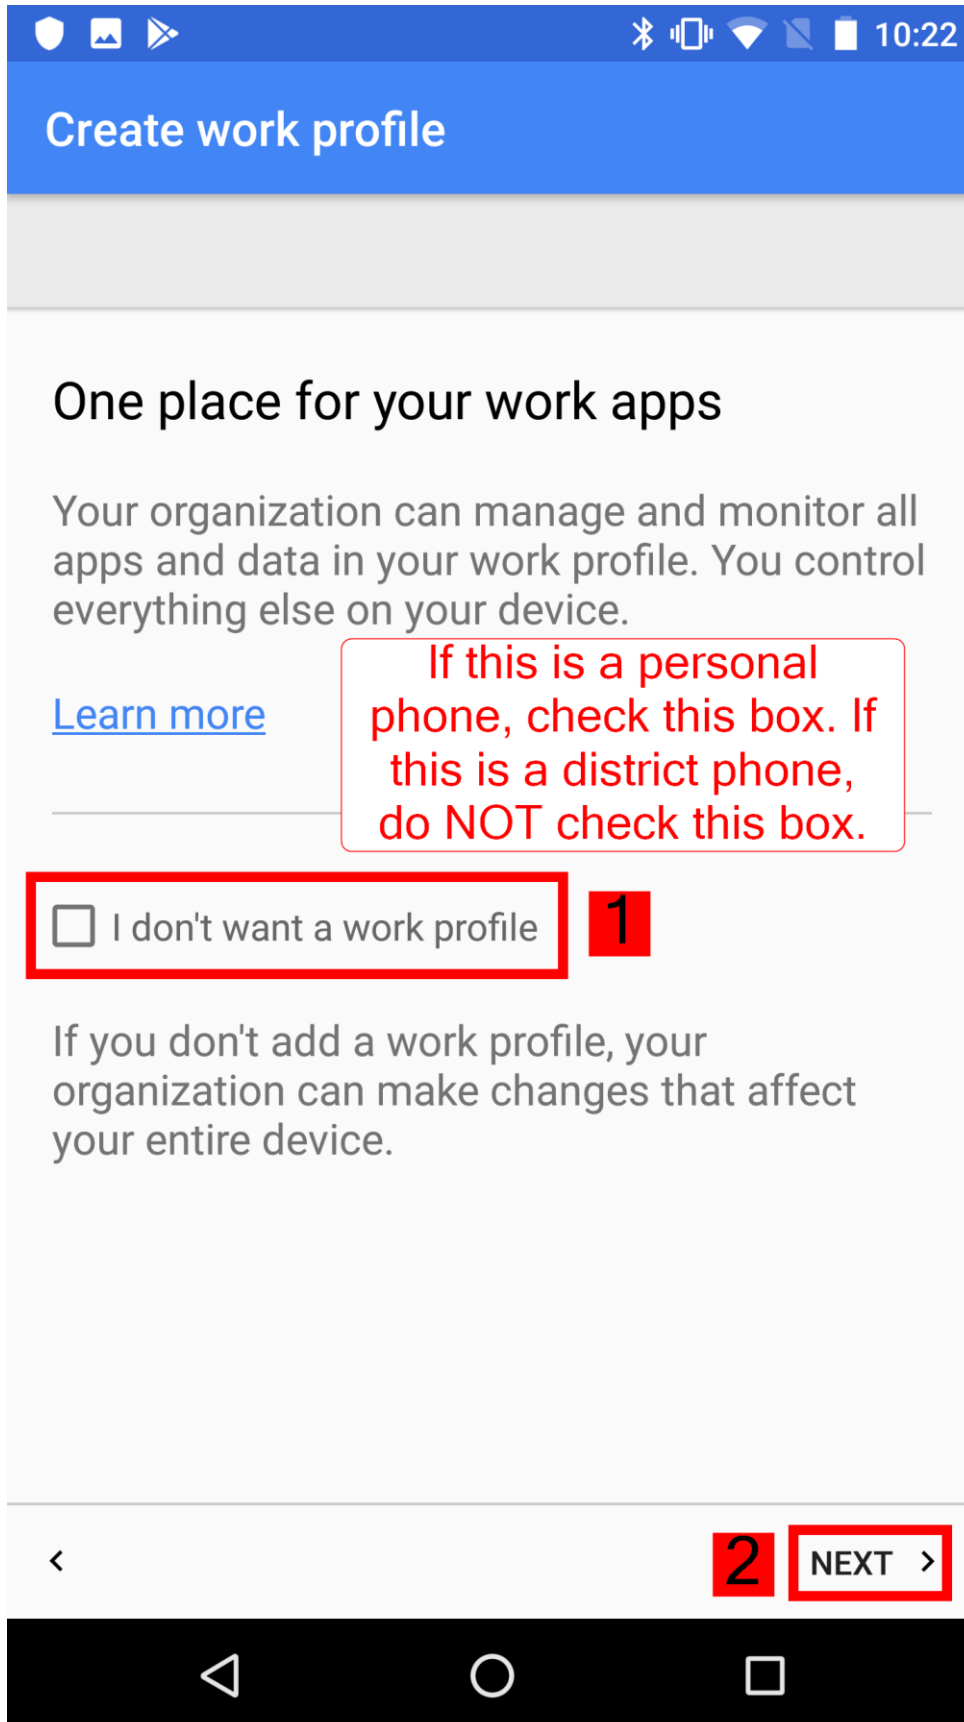 10:22
Create work profile
One place for your work apps
Your organization can manage and monitor all
apps and data in your work profile. You control
everything else on your device.
If this is a personal
phone, check this box. If
this is a district phone,
do NOT check this box.
Learn more
I don't want a work profile
1
If you don't add a work profile, your
organization can make changes that affect
your entire device.
2
NEXT